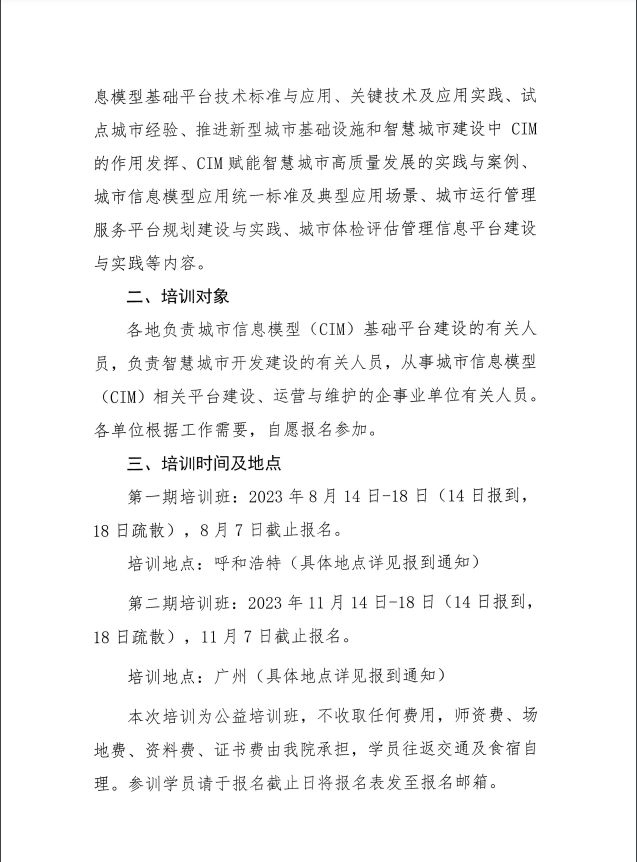 息模型基础平台技术标准与应用、关键技术及应用实践、试
点城市经验、推进新型城市基础设施和智慧城市建设中 CIM
的作用发挥、CIM 赋能智慧城市高质量发展的实践与案例、
城市信息模型应用统一标准及典型应用场景、城市运行管理
服务平台规划建设与实践、城市体检评估管理信息平台建设
与实践等内容。
二、培训对象
各地负责城市信息模型（CIM）基础平台建设的有关人
员，负责智慧城市开发建设的有关人员，从事城市信息模型
（CIM）相关平台建设、运营与维护的企事业单位有关人员。
各单位根据工作需要，自愿报名参加。
三、培训时间及地点
第一期培训班：2023 年 8 月 14 日-18 日（14 日报到，
18 日疏散），8 月 7 日截止报名。
培训地点：呼和浩特（具体地点详见报到通知）
第二期培训班：2023 年 11 月 14 日-18 日（14 日报到，
18 日疏散），11 月 7 日截止报名。
培训地点：广州（具体地点详见报到通知）
本次培训为公益培训班，不收取任何费用，师资费、场
地费、资料费、证书费由我院承担，学员往返交通及食宿自
理。参训学员请于报名截止日将报名表发至报名邮箱。